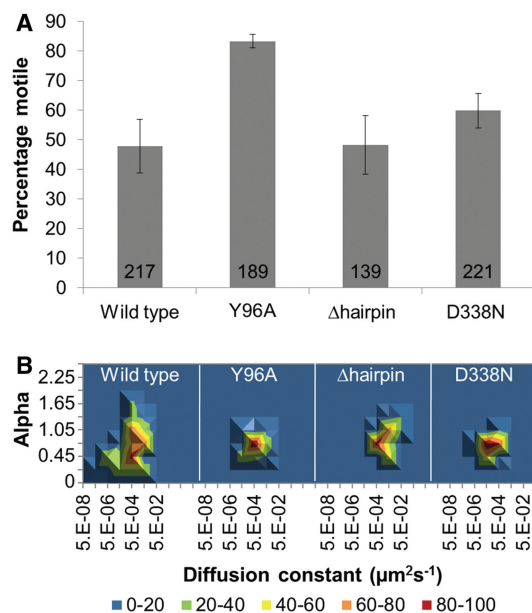 A
Percentage motile
90
80
70
60
50
40
30
20
10
0
217
189
139
221
Wild type
Y96A
Δhairpin
D338N
B
Wild type
Y96A
Δhairpin
D338N
Alpha
2.25
1.65
1.05
0.45
0
5.E-08
5.E-06
5.E-04
5.E-02
5.E-08
5.E-06
5.E-04
5.E-02
5.E-08
5.E-06
5.E-04
5.E-02
5.E-08
5.E-06
5.E-04
5.E-02
Diffusion constant (µm²s⁻¹)
0-20 20-40 40-60 60-80 80-100